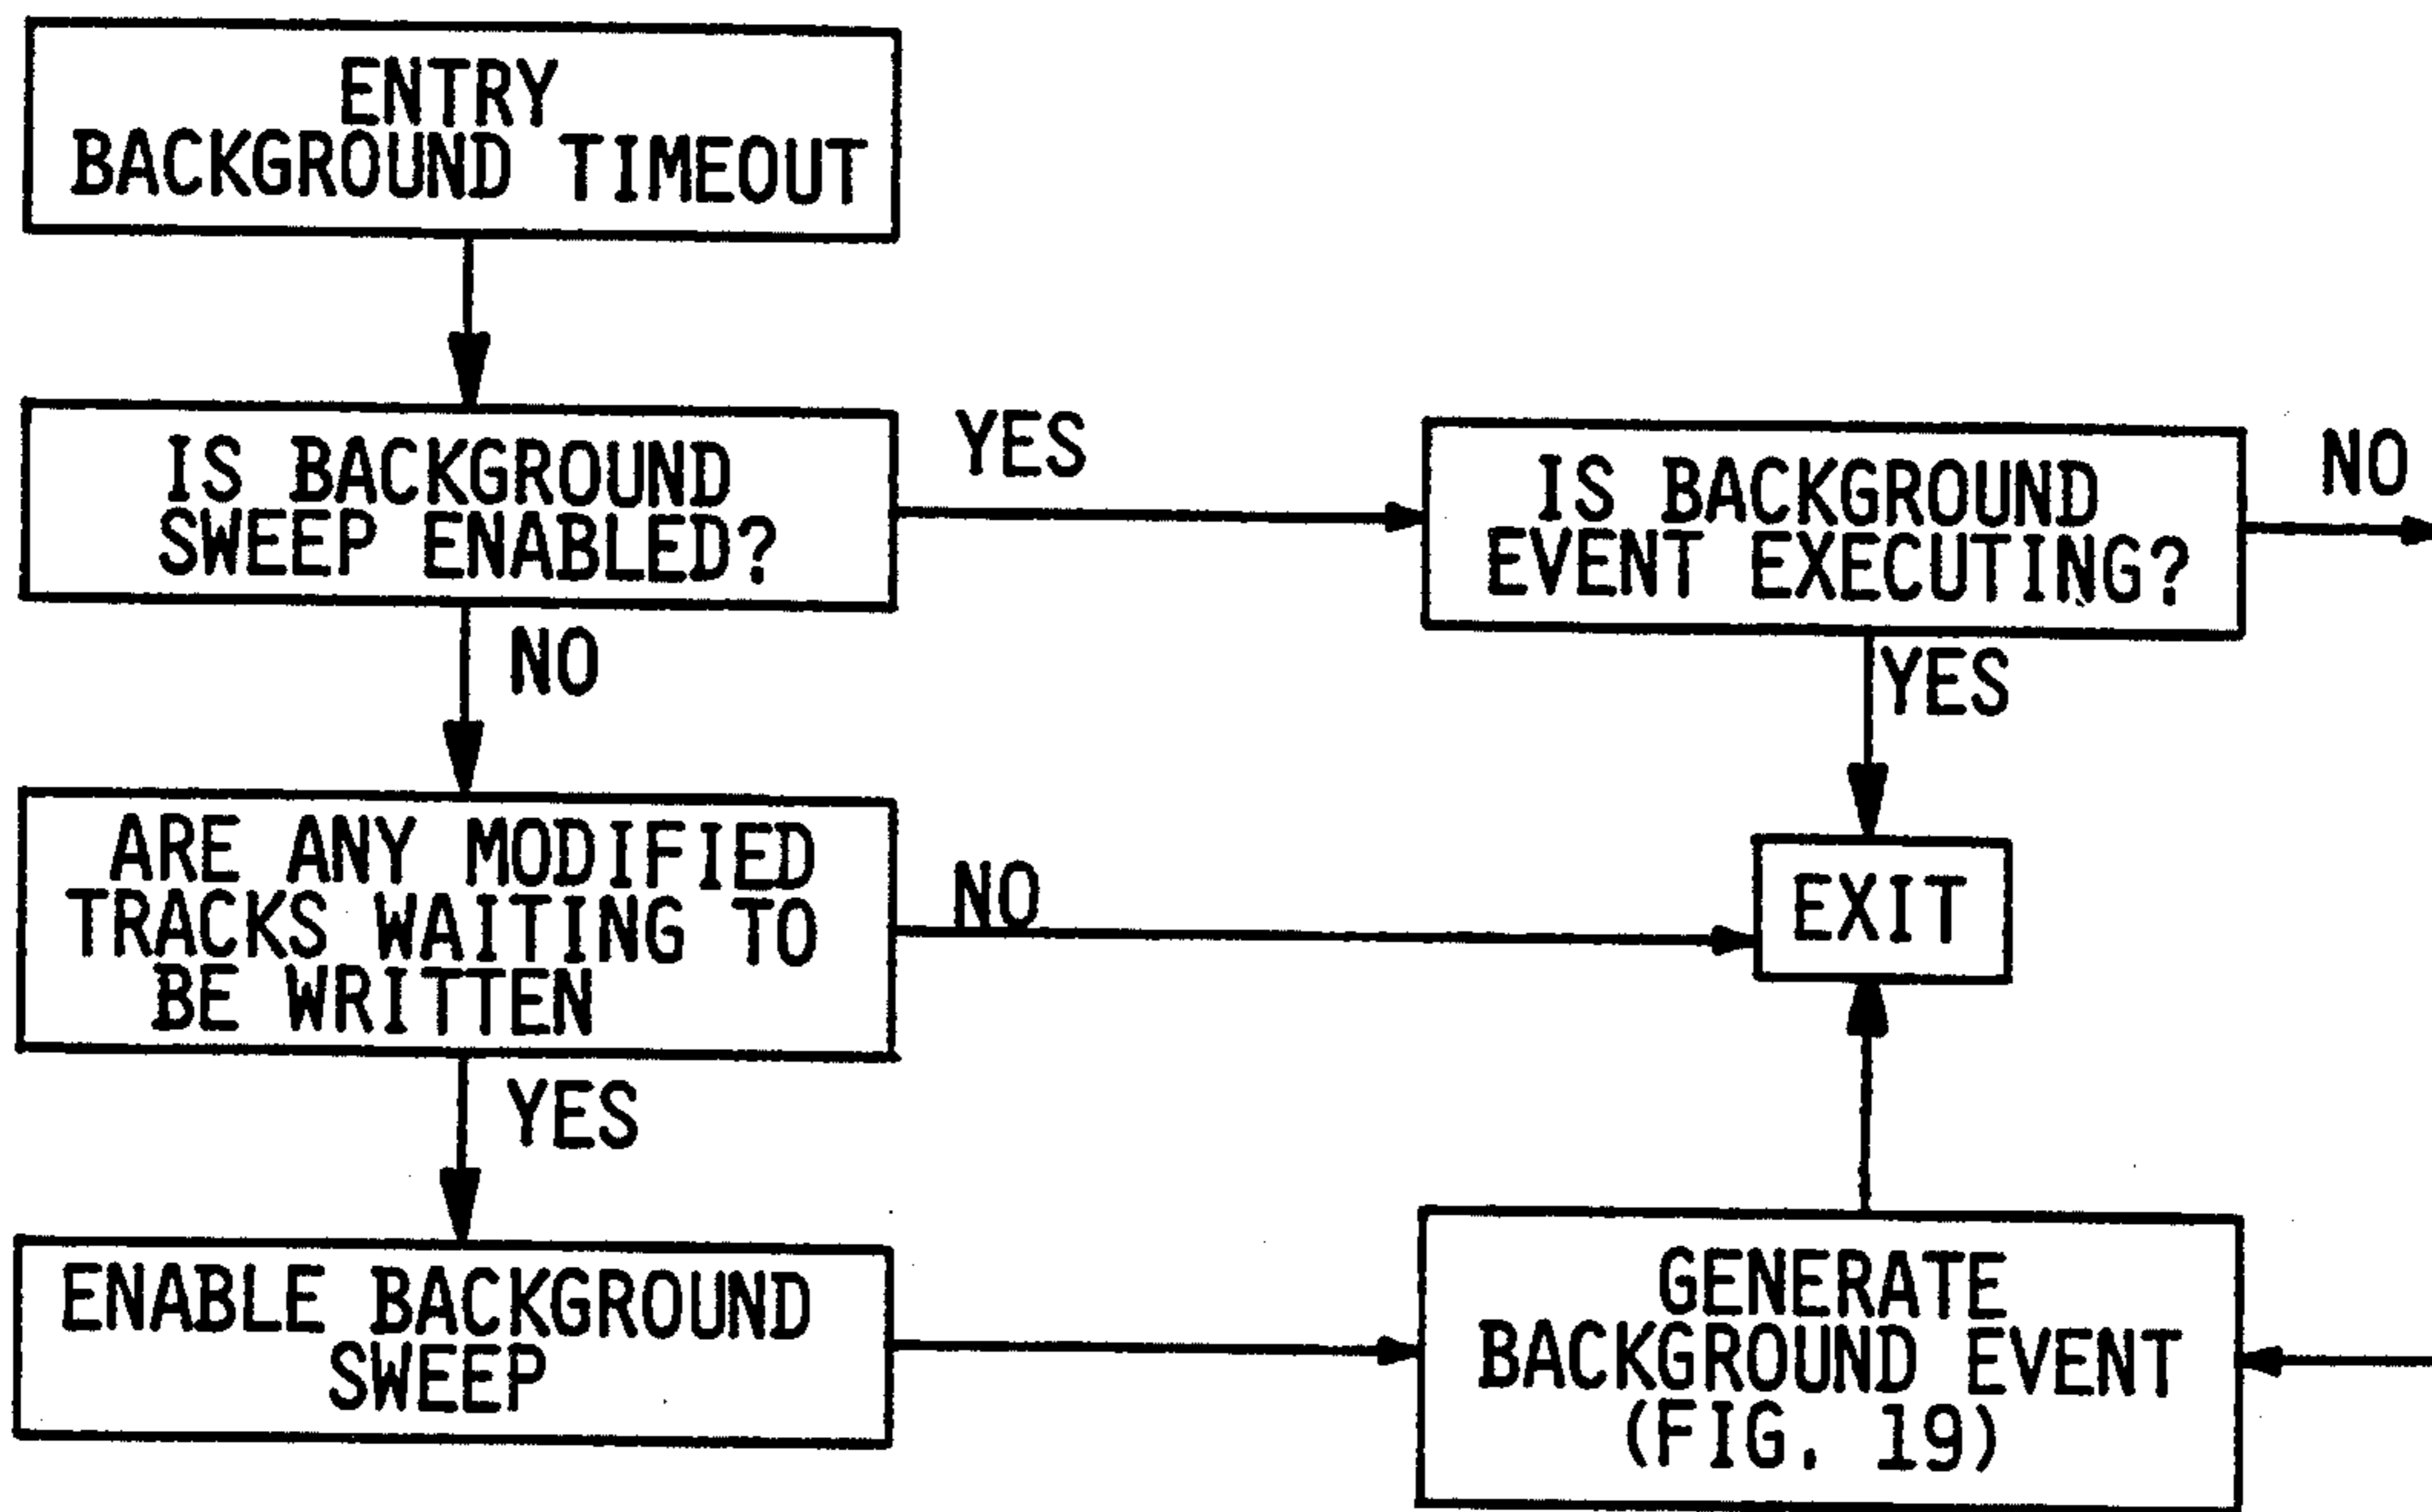 ENTRY
BACKGROUND TIMEOUT
IS BACKGROUND
SWEEP ENABLED?
YES
IS BACKGROUND
EVENT EXECUTING?
NO
NO
YES
ARE ANY MODIFIED
TRACKS WAITING TO
BE WRITTEN
NO
EXIT
YES
ENABLE BACKGROUND
SWEEP
GENERATE
BACKGROUND EVENT
(FIG. 19)